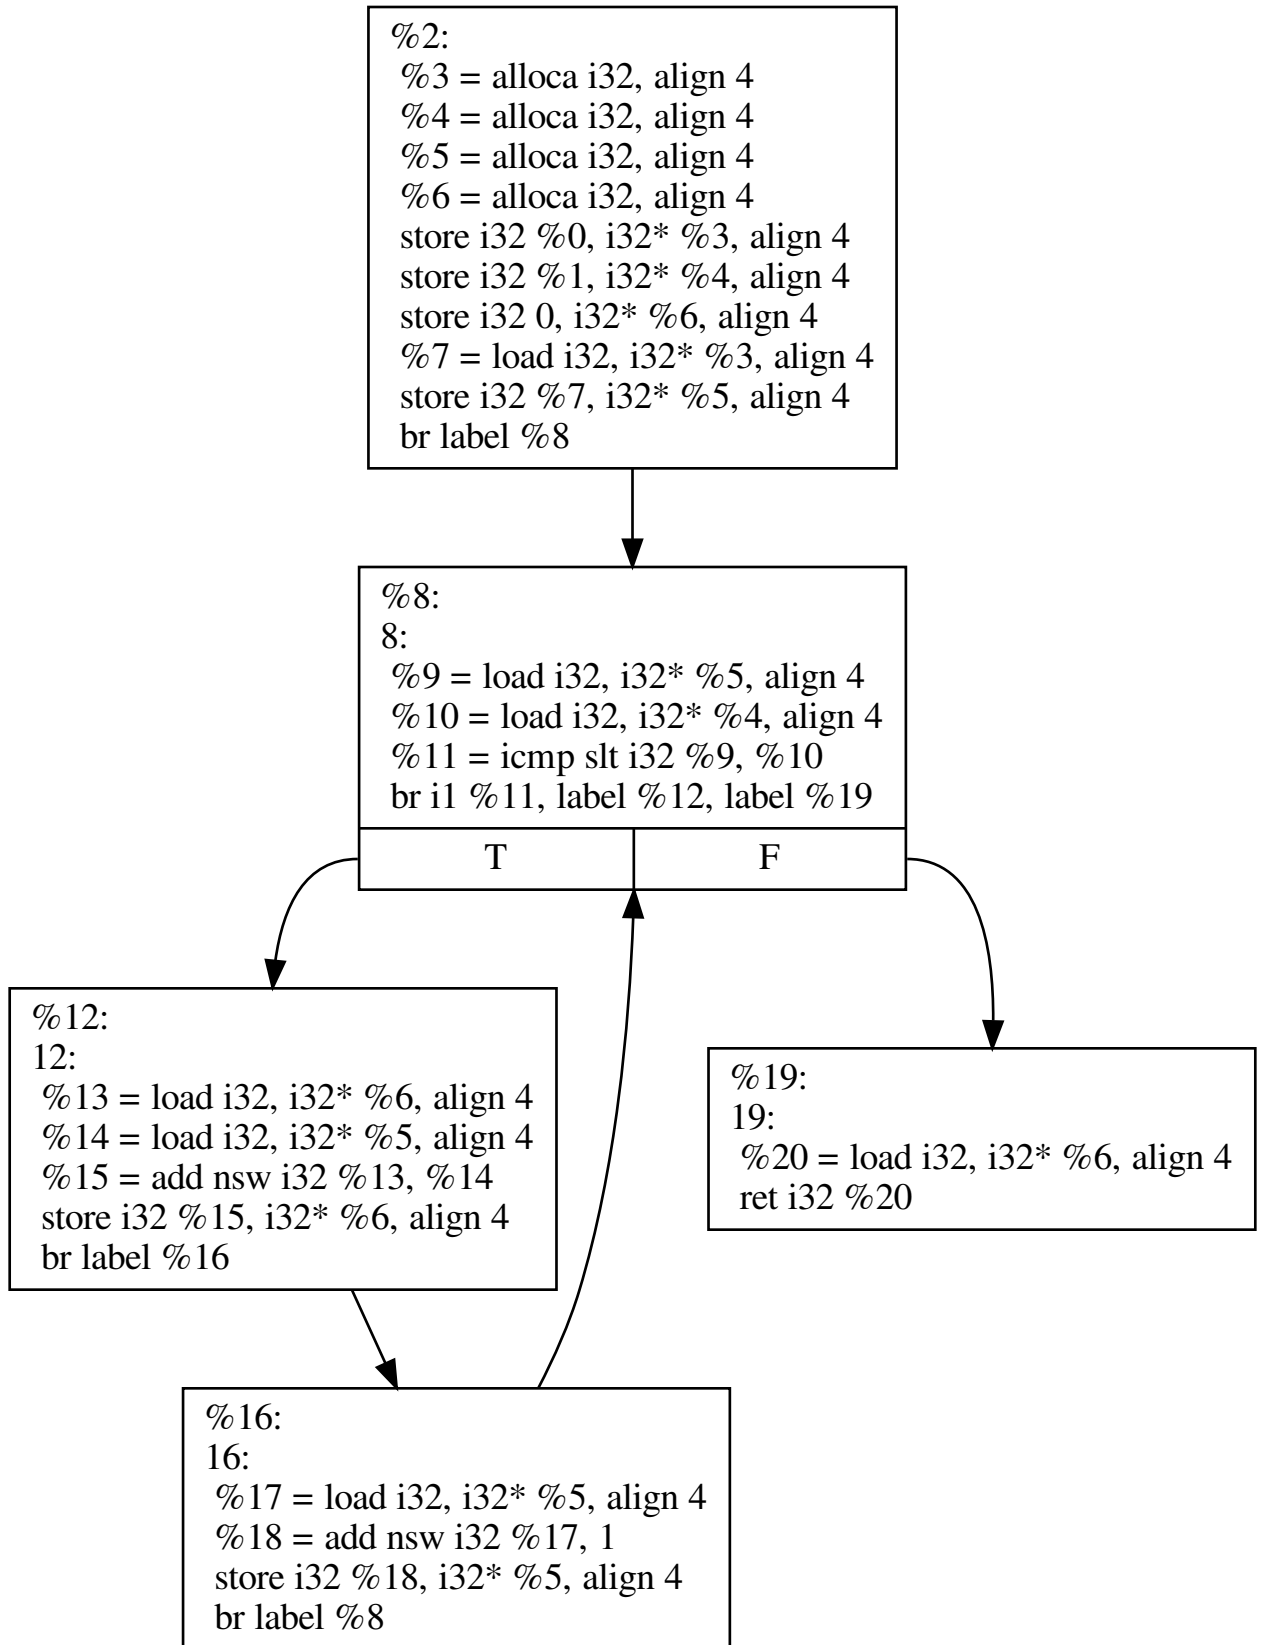 %2:
%3 = alloca i32, align 4
%4 = alloca i32, align 4
%5 = alloca i32, align 4
%6 = alloca i32, align 4
store i32 %0, i32* %3, align 4
store i32 %1, i32* %4, align 4
store i32 0, i32* %6, align 4
%7 = load i32, i32* %3, align 4
store i32 %7, i32* %5, align 4
br label %8
%8:
8:
%9 = load i32, i32* %5, align 4
%10 = load i32, i32* %4, align 4
%11 = icmp slt i32 %9, %10
br i1 %11, label %12, label %19
T
F
%12:
12:
%13 = load i32, i32* %6, align 4
%14 = load i32, i32* %5, align 4
%15 = add nsw i32 %13, %14
store i32 %15, i32* %6, align 4
br label %16
%19:
19:
%20 = load i32, i32* %6, align 4
ret i32 %20
%16:
16:
%17 = load i32, i32* %5, align 4
%18 = add nsw i32 %17, 1
store i32 %18, i32* %5, align 4
br label %8